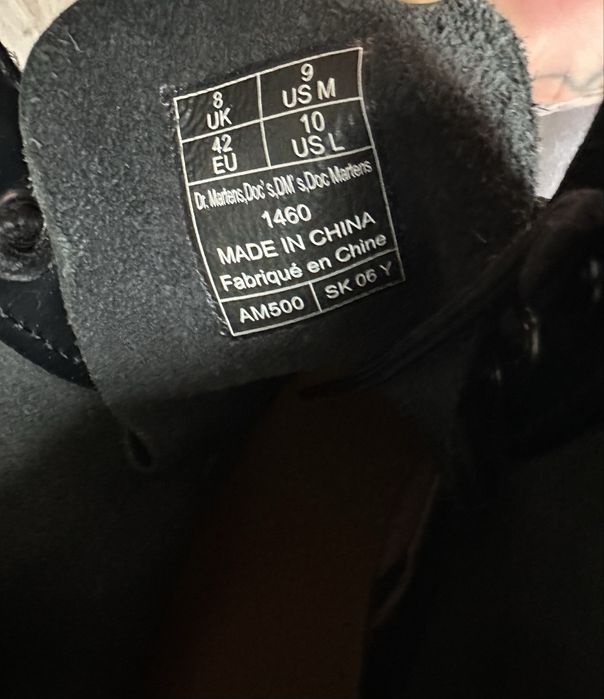 8 UK
9 US M
42 EU
10 US L
Dr. Martens,Doc's,DM's,Doc Martens
1460
MADE IN CHINA
Fabriqué en Chine
AM500 SK 06 Y